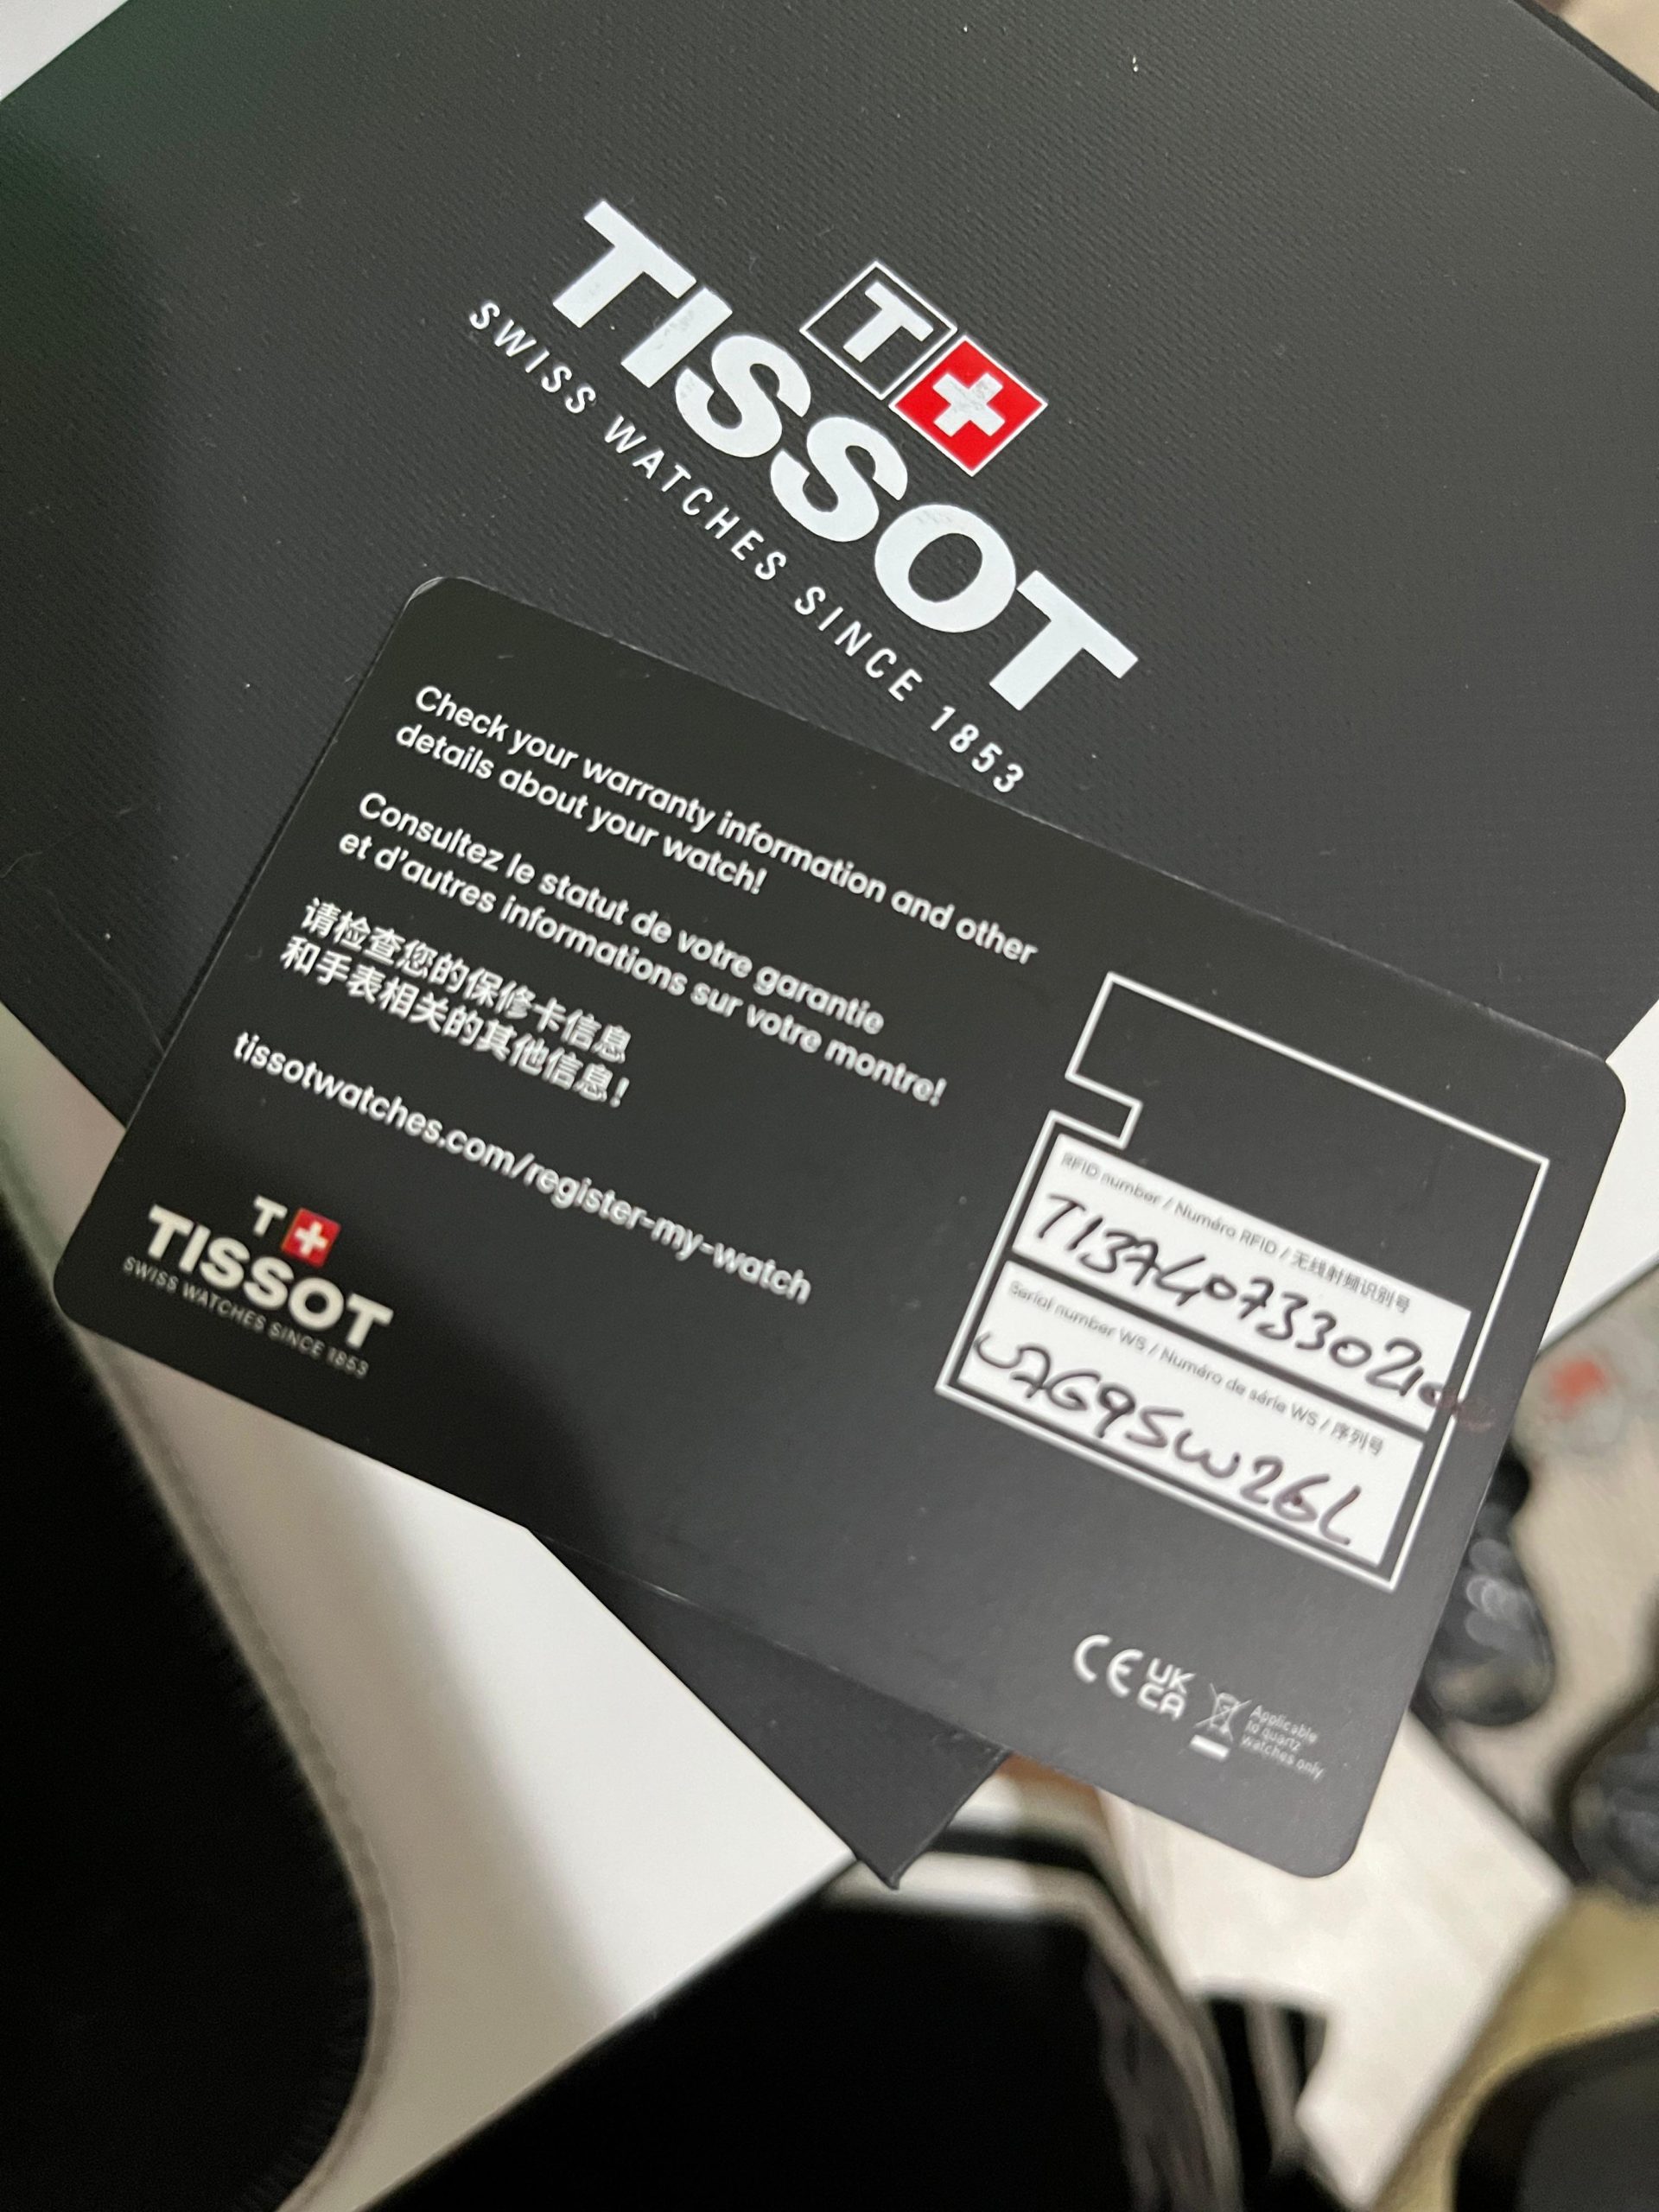 T+
TISSOT
SWISS WATCHES SINCE 1853
Check your warranty information and other
details about your watch!
Consultez le statut de votre garantie
et d'autres informations sur votre montre!
请检查您的保修卡信息
和手表相关的其他信息!
tissotwatches.com/register-my-watch
T+
TISSOT
SWISS WATCHES SINCE 1853
RFID number / Numéro RFID / 无线射频识别号
Serial number WS / Numéro de série WS / 序列号
CE UK
CA
Applicable
to quartz
watches only